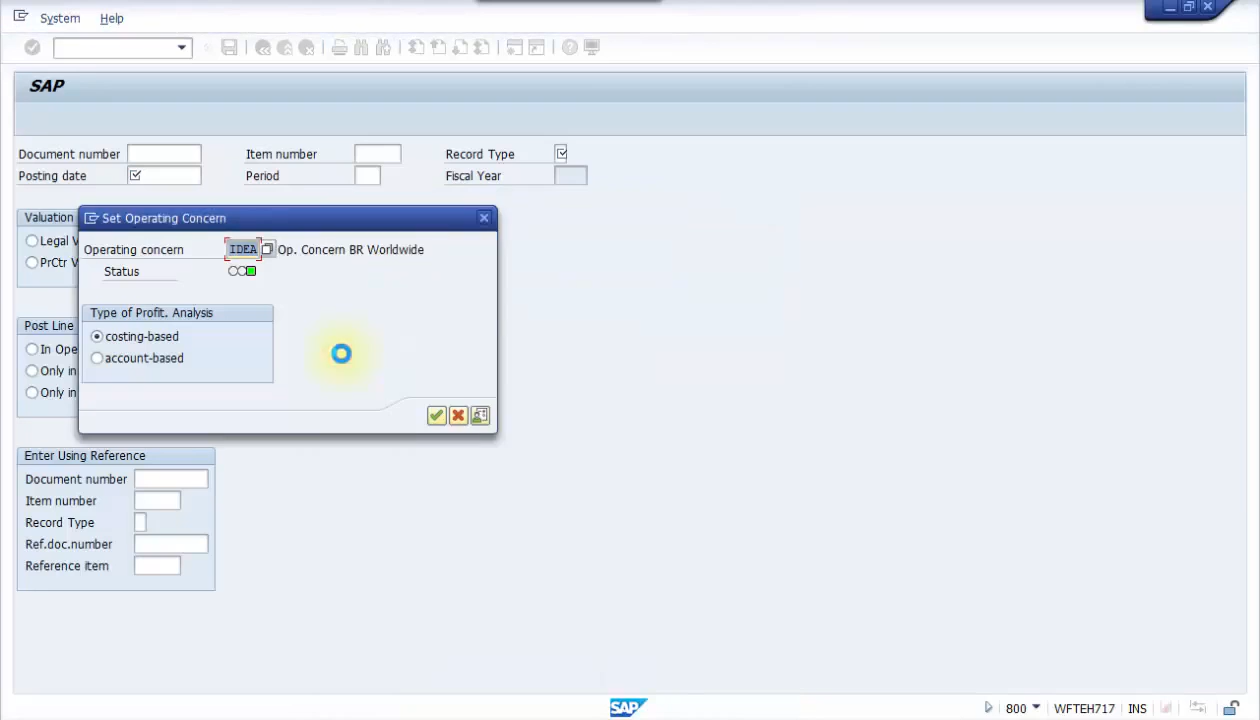 System Help
SAP
Document number Item number Record Type
Posting date Period Fiscal Year
Valuation
Legal V
PrCtr V
Set Operating Concern
Operating concern IDEA Op. Concern BR Worldwide
Status
Type of Profit. Analysis
costing-based
account-based
Post Line
In Ope
Only in
Only in
Enter Using Reference
Document number
Item number
Record Type
Ref.doc.number
Reference item
SAP 800 WFTEH717 INS